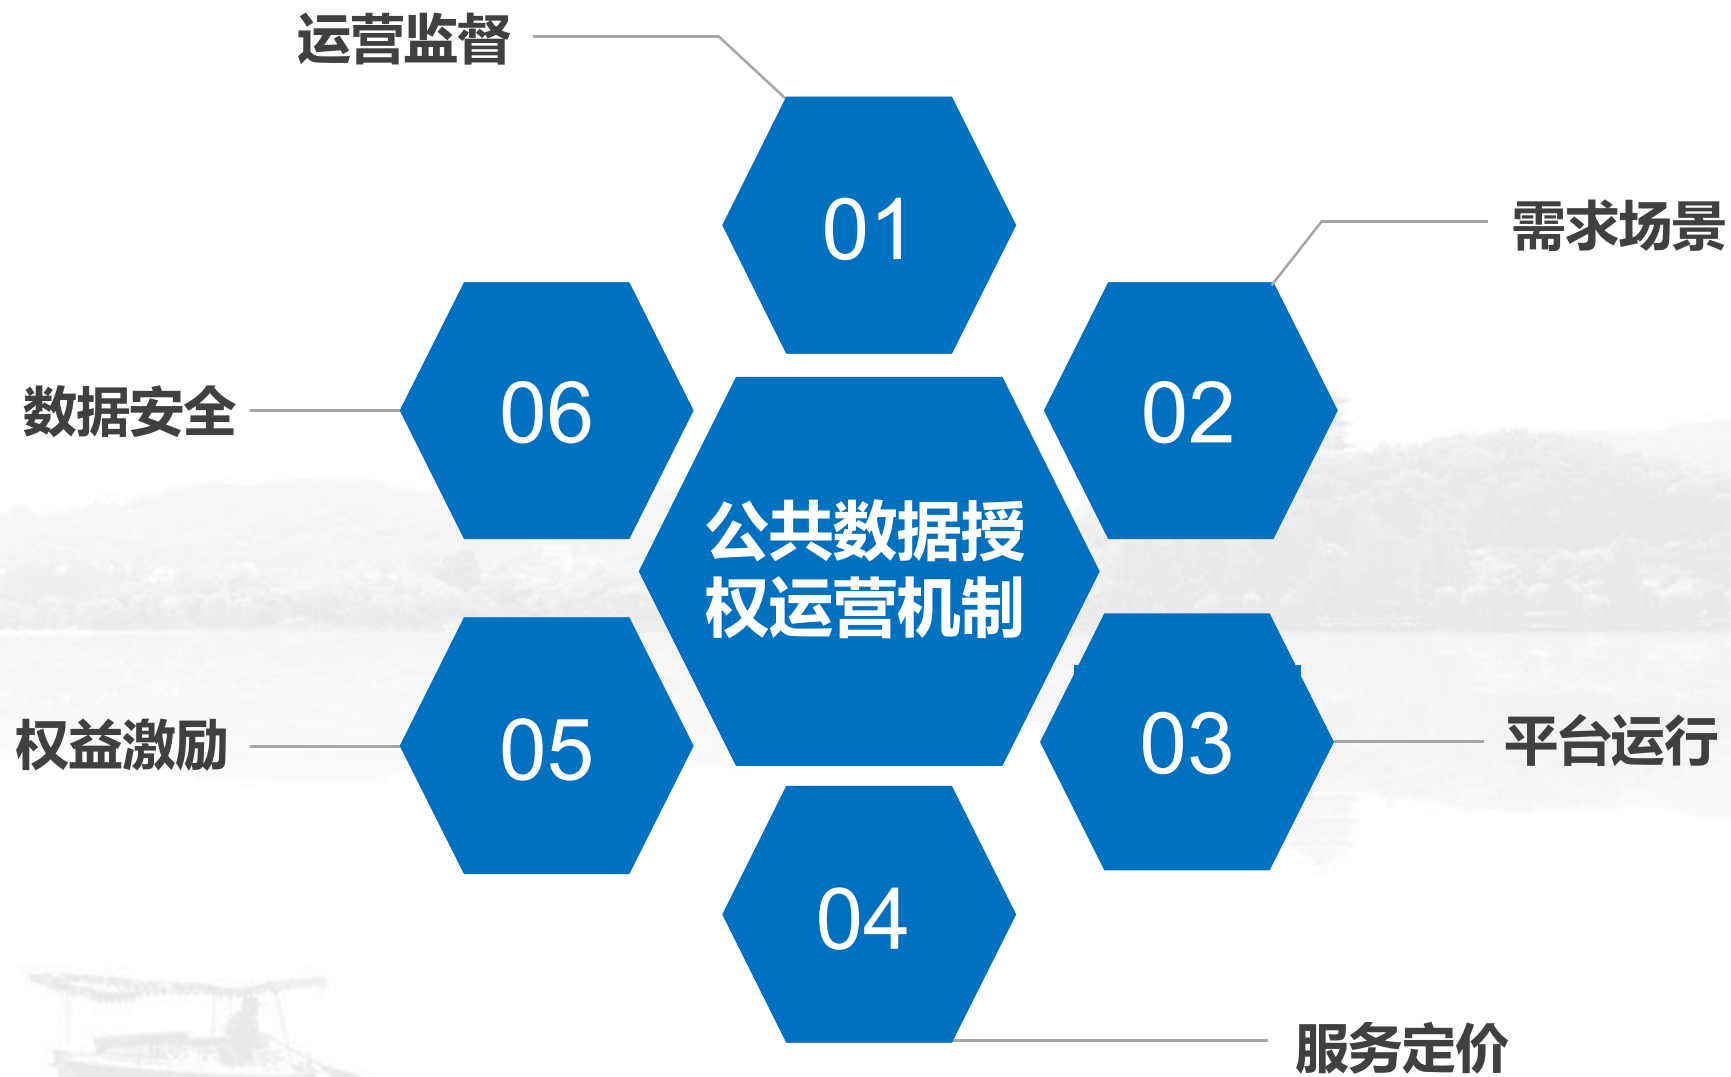 运营监督
01
需求场景
02
数据安全
06
公共数据授
权运营机制
权益激励
05
03
平台运行
04
服务定价